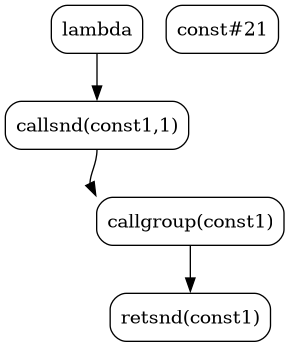 lambda
const#21
callsnd(const1,1)
callgroup(const1)
retsnd(const1)